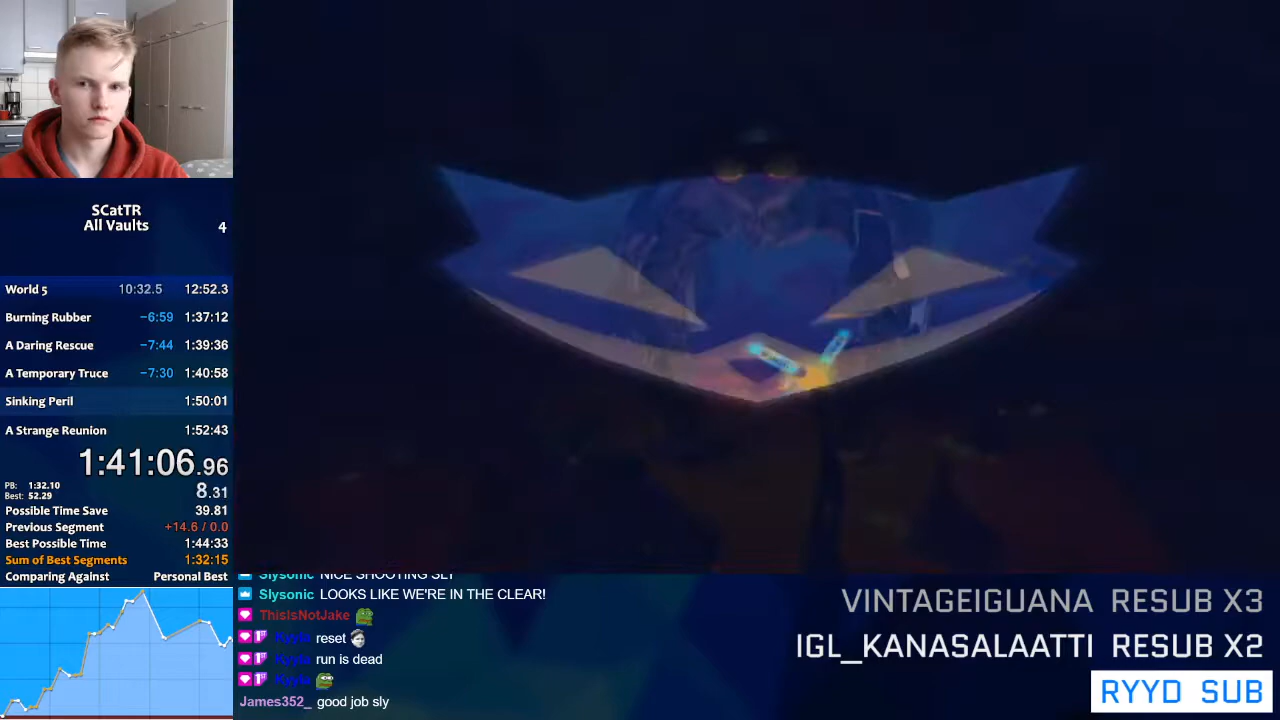 SCatTR
All Vaults
4
World 5 10:32.5 12:52.3
Burning Rubber −6:59 1:37:12
A Daring Rescue −7:44 1:39:36
A Temporary Truce −7:30 1:40:58
Sinking Peril 1:50:01
A Strange Reunion 1:52:43
1:41:06.96
PB: 1:32.10
Best: 52.29
8.31
Possible Time Save 39.81
Previous Segment +14.6 / 0.0
Best Possible Time 1:44:33
Sum of Best Segments 1:32:15
Comparing Against Personal Best
Slysonic NICE SHOOTING SLY
Slysonic LOOKS LIKE WE'RE IN THE CLEAR!
ThisIsNotJake
reset
run is dead
James352_ good job sly
VINTAGEIGUANA RESUB X3
IGL_KANASALAATTI RESUB X2
RYYD SUB